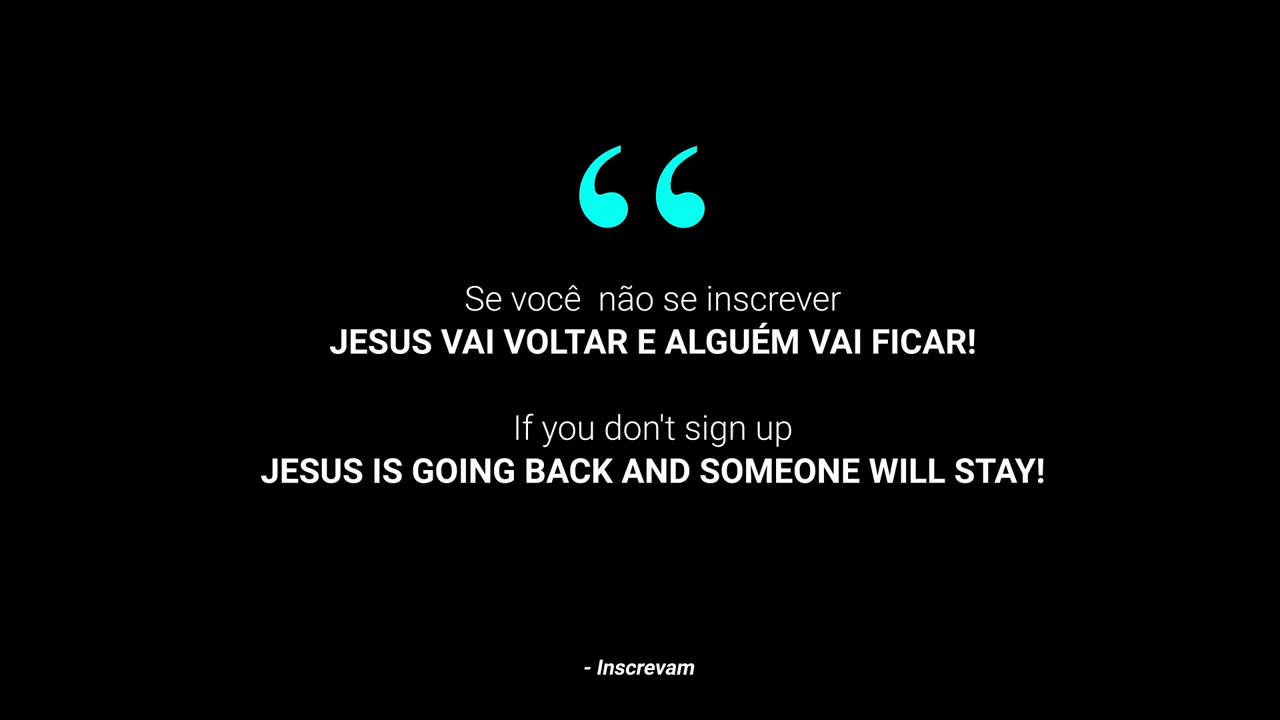 “
Se você não se inscrever
JESUS VAI VOLTAR E ALGUÉM VAI FICAR!
If you don't sign up
JESUS IS GOING BACK AND SOMEONE WILL STAY!
- Inscrevam